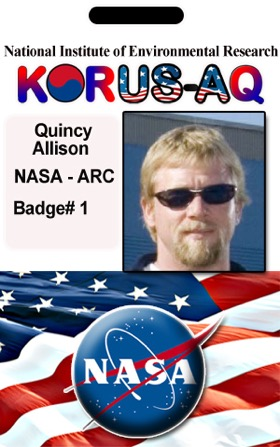 National Institute of Environmental Research
KORUS-AQ
Quincy
Allison
NASA - ARC
Badge# 1
NASA